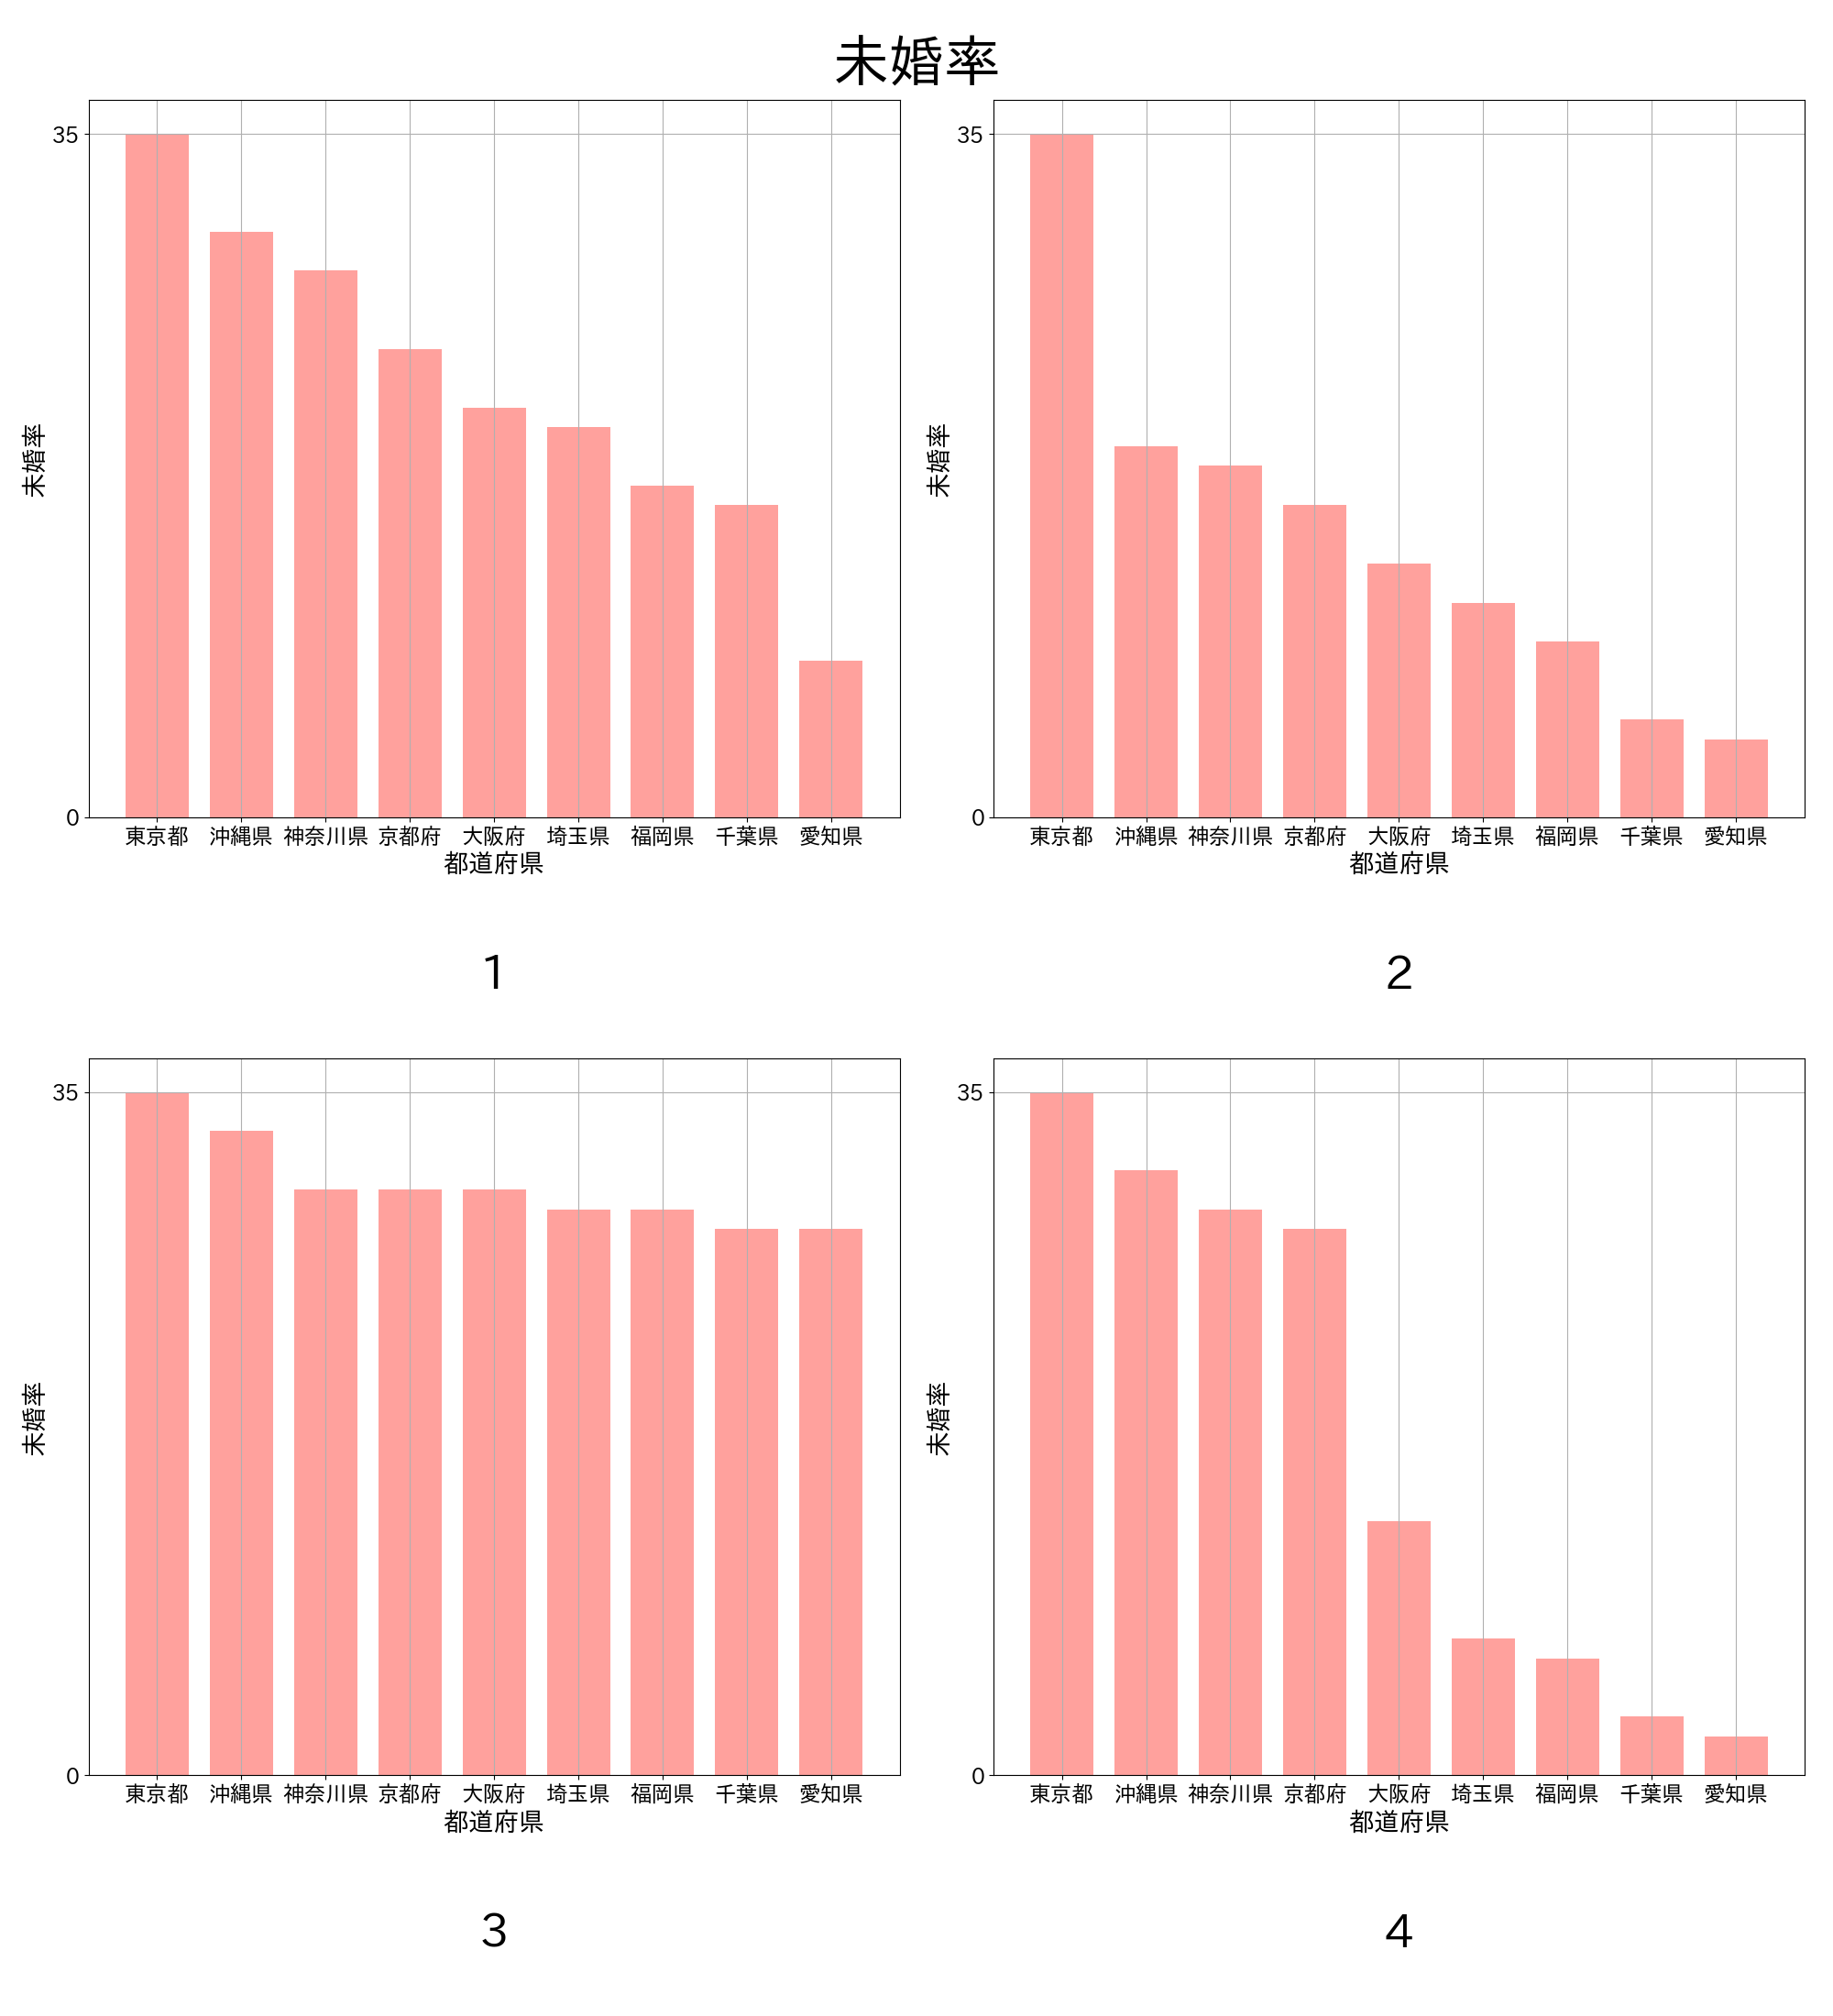 未婚率
35
0
未婚率
東京都 沖縄県 神奈川県 京都府 大阪府 埼玉県 福岡県 千葉県 愛知県
都道府県
1
35
0
未婚率
東京都 沖縄県 神奈川県 京都府 大阪府 埼玉県 福岡県 千葉県 愛知県
都道府県
2
35
0
未婚率
東京都 沖縄県 神奈川県 京都府 大阪府 埼玉県 福岡県 千葉県 愛知県
都道府県
3
35
0
未婚率
東京都 沖縄県 神奈川県 京都府 大阪府 埼玉県 福岡県 千葉県 愛知県
都道府県
4